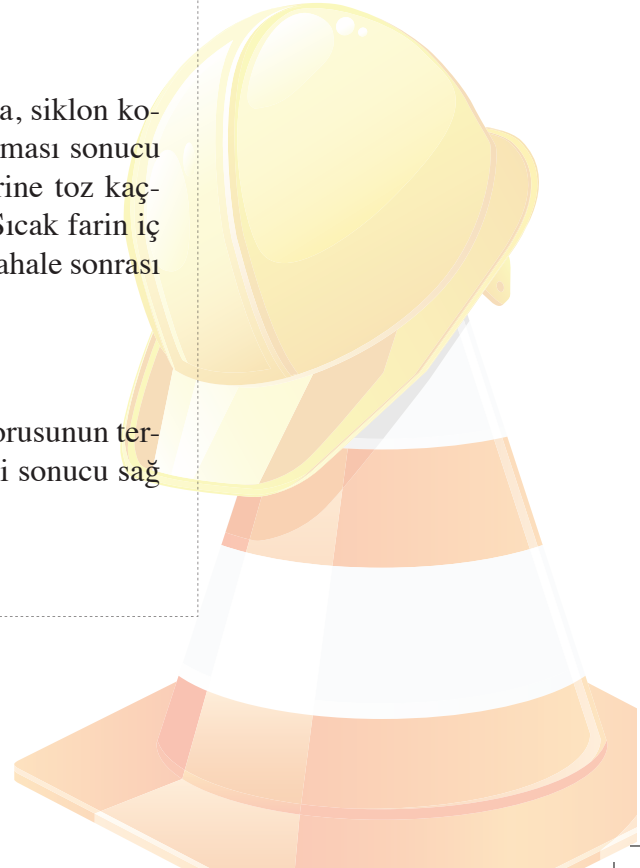 a, siklon ko-
ması sonucu
rine toz kaç-
Sıcak farin iç
ahale sonrası
orusunun ter-
i sonucu sağ